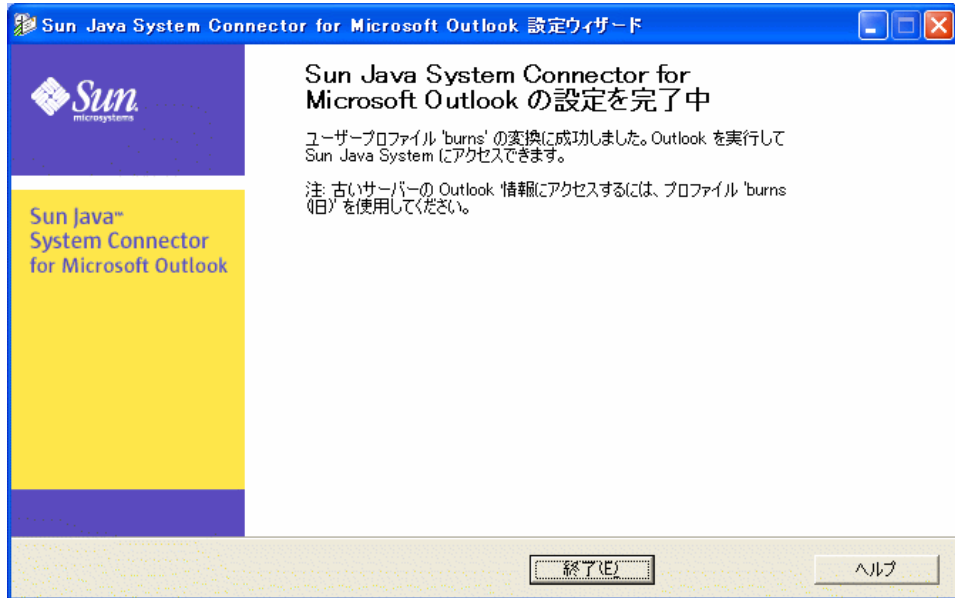 Sun Java System Connector for Microsoft Outlook 設定ウィザード
Sun
microsystems
Sun Java™
System Connector
for Microsoft Outlook
Sun Java System Connector for
Microsoft Outlook の設定を完了中
ユーザープロファイル 'burns' の変換に成功しました。Outlook を実行して
Sun Java System にアクセスできます。
注: 古いサーバーの Outlook 情報にアクセスするには、プロファイル 'burns
(旧)' を使用してください。
終了(E)
ヘルプ